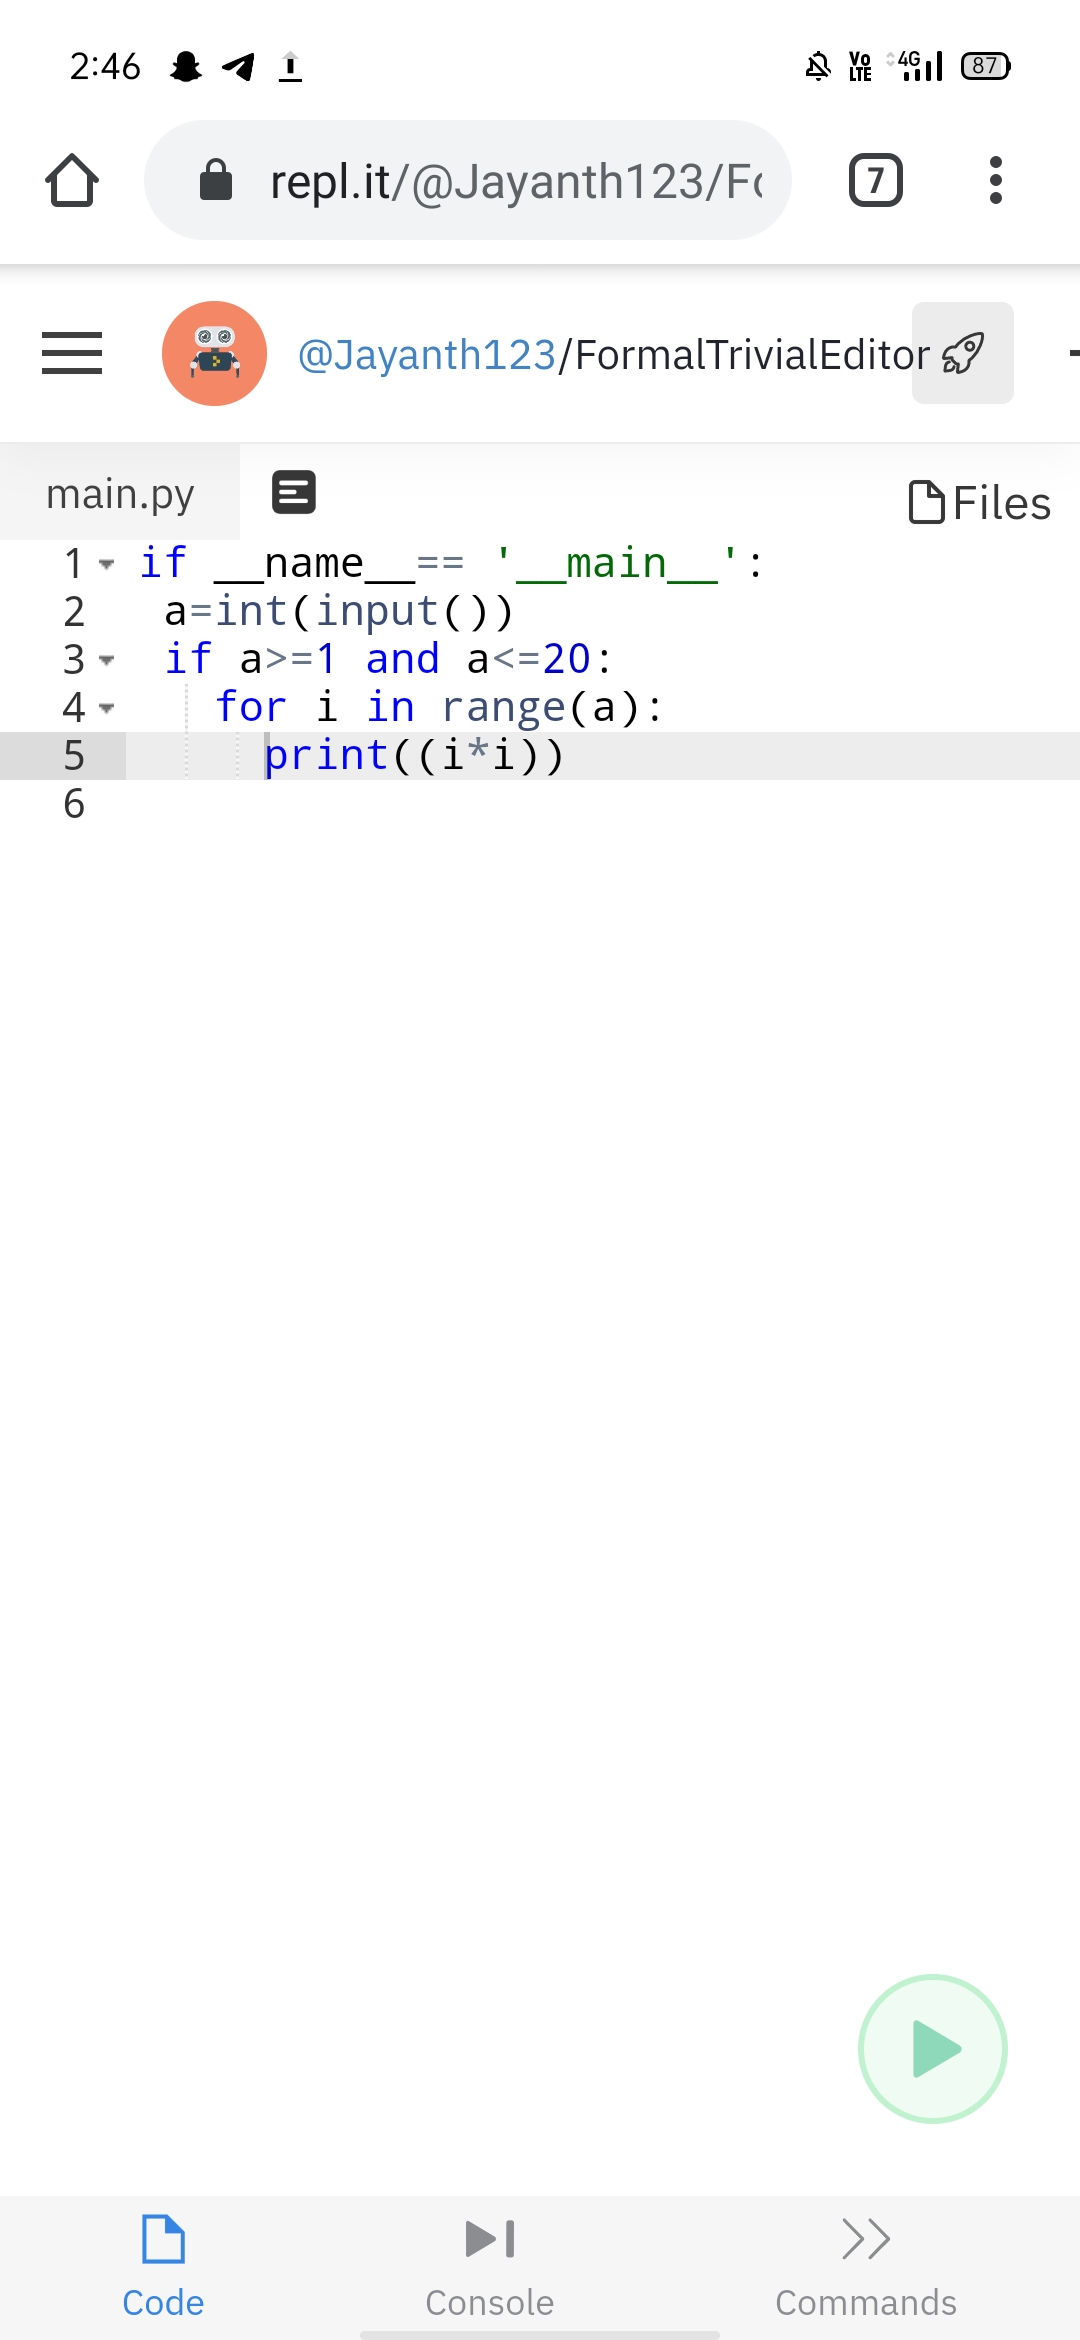 2:46 Vo LTE 4G 87
repl.it/@Jayanth123/Fo 7
@Jayanth123/FormalTrivialEditor
main.py Files
1 if __name__== '__main__':
2 a=int(input())
3 if a>=1 and a<=20:
4 for i in range(a):
5 print((i*i))
6
Code Console Commands